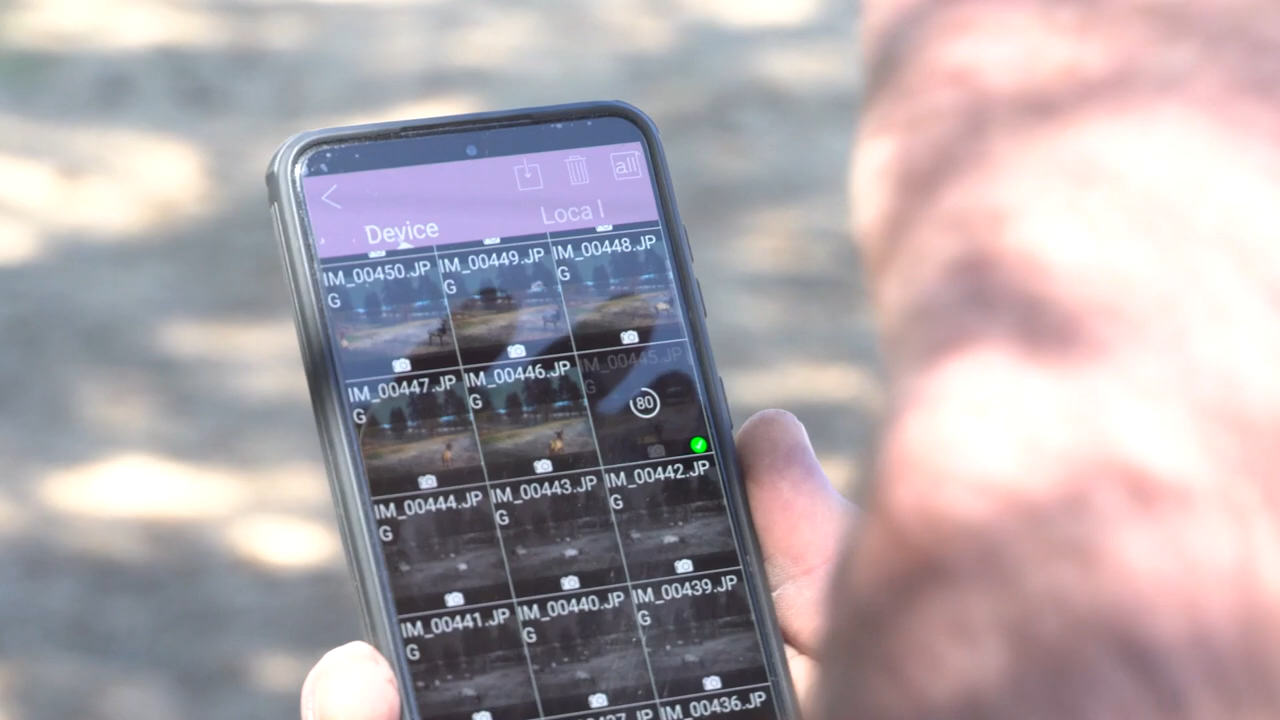 all
Device Local
IM_00450.JP
G
IM_00449.JP
G
IM_00448.JP
G
IM_00447.JP
G
IM_00446.JP
G
IM_00445.JP
G
80
IM_00444.JP
G
IM_00443.JP
G
IM_00442.JP
G
IM_00441.JP
G
IM_00440.JP
G
IM_00439.JP
G
IM_00436.JP